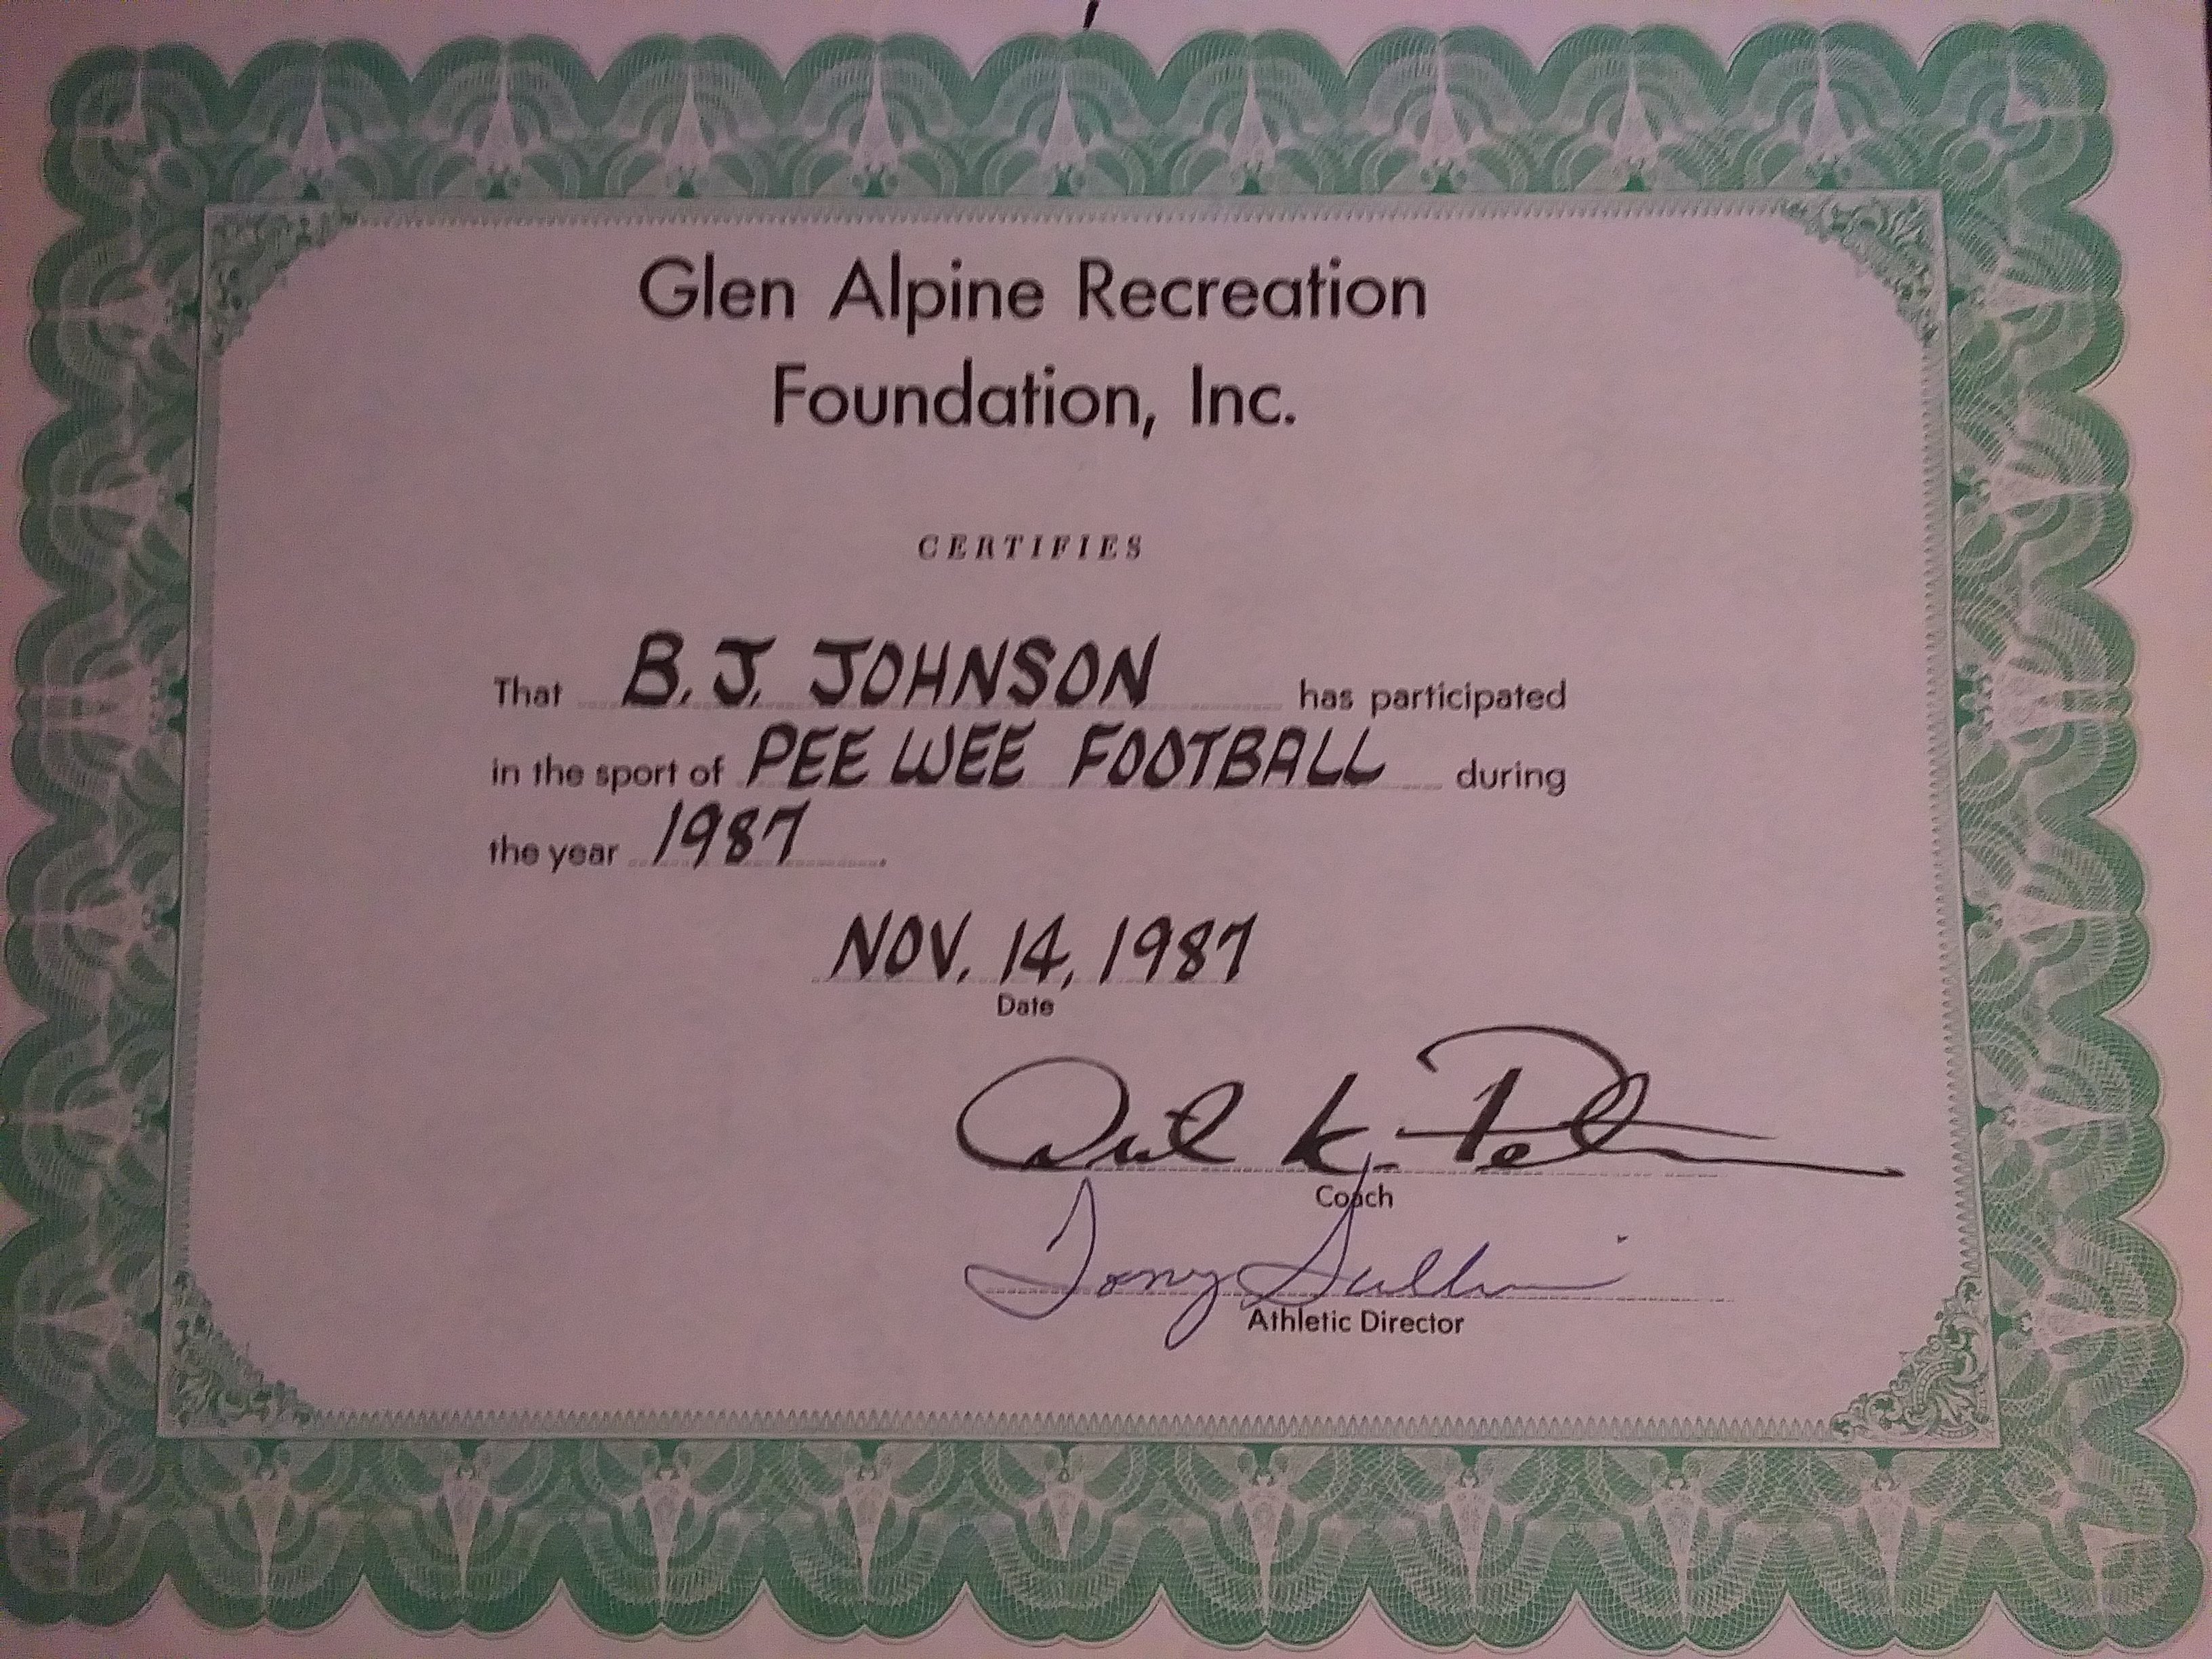 Glen Alpine Recreation
Foundation, Inc.
CERTIFIES
That B.J. JOHNSON has participated
in the sport of PEE WEE FOOTBALL during
the year 1987.
NOV. 14, 1987
Date
K.
Coach
Tony
Athletic Director